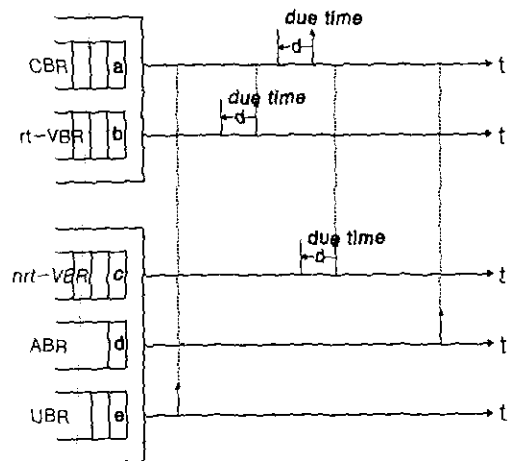 due time
d
CBR a t
due time
d
rt-VBR b t
due time
d
nrt-VBR c t
ABR d t
UBR e t